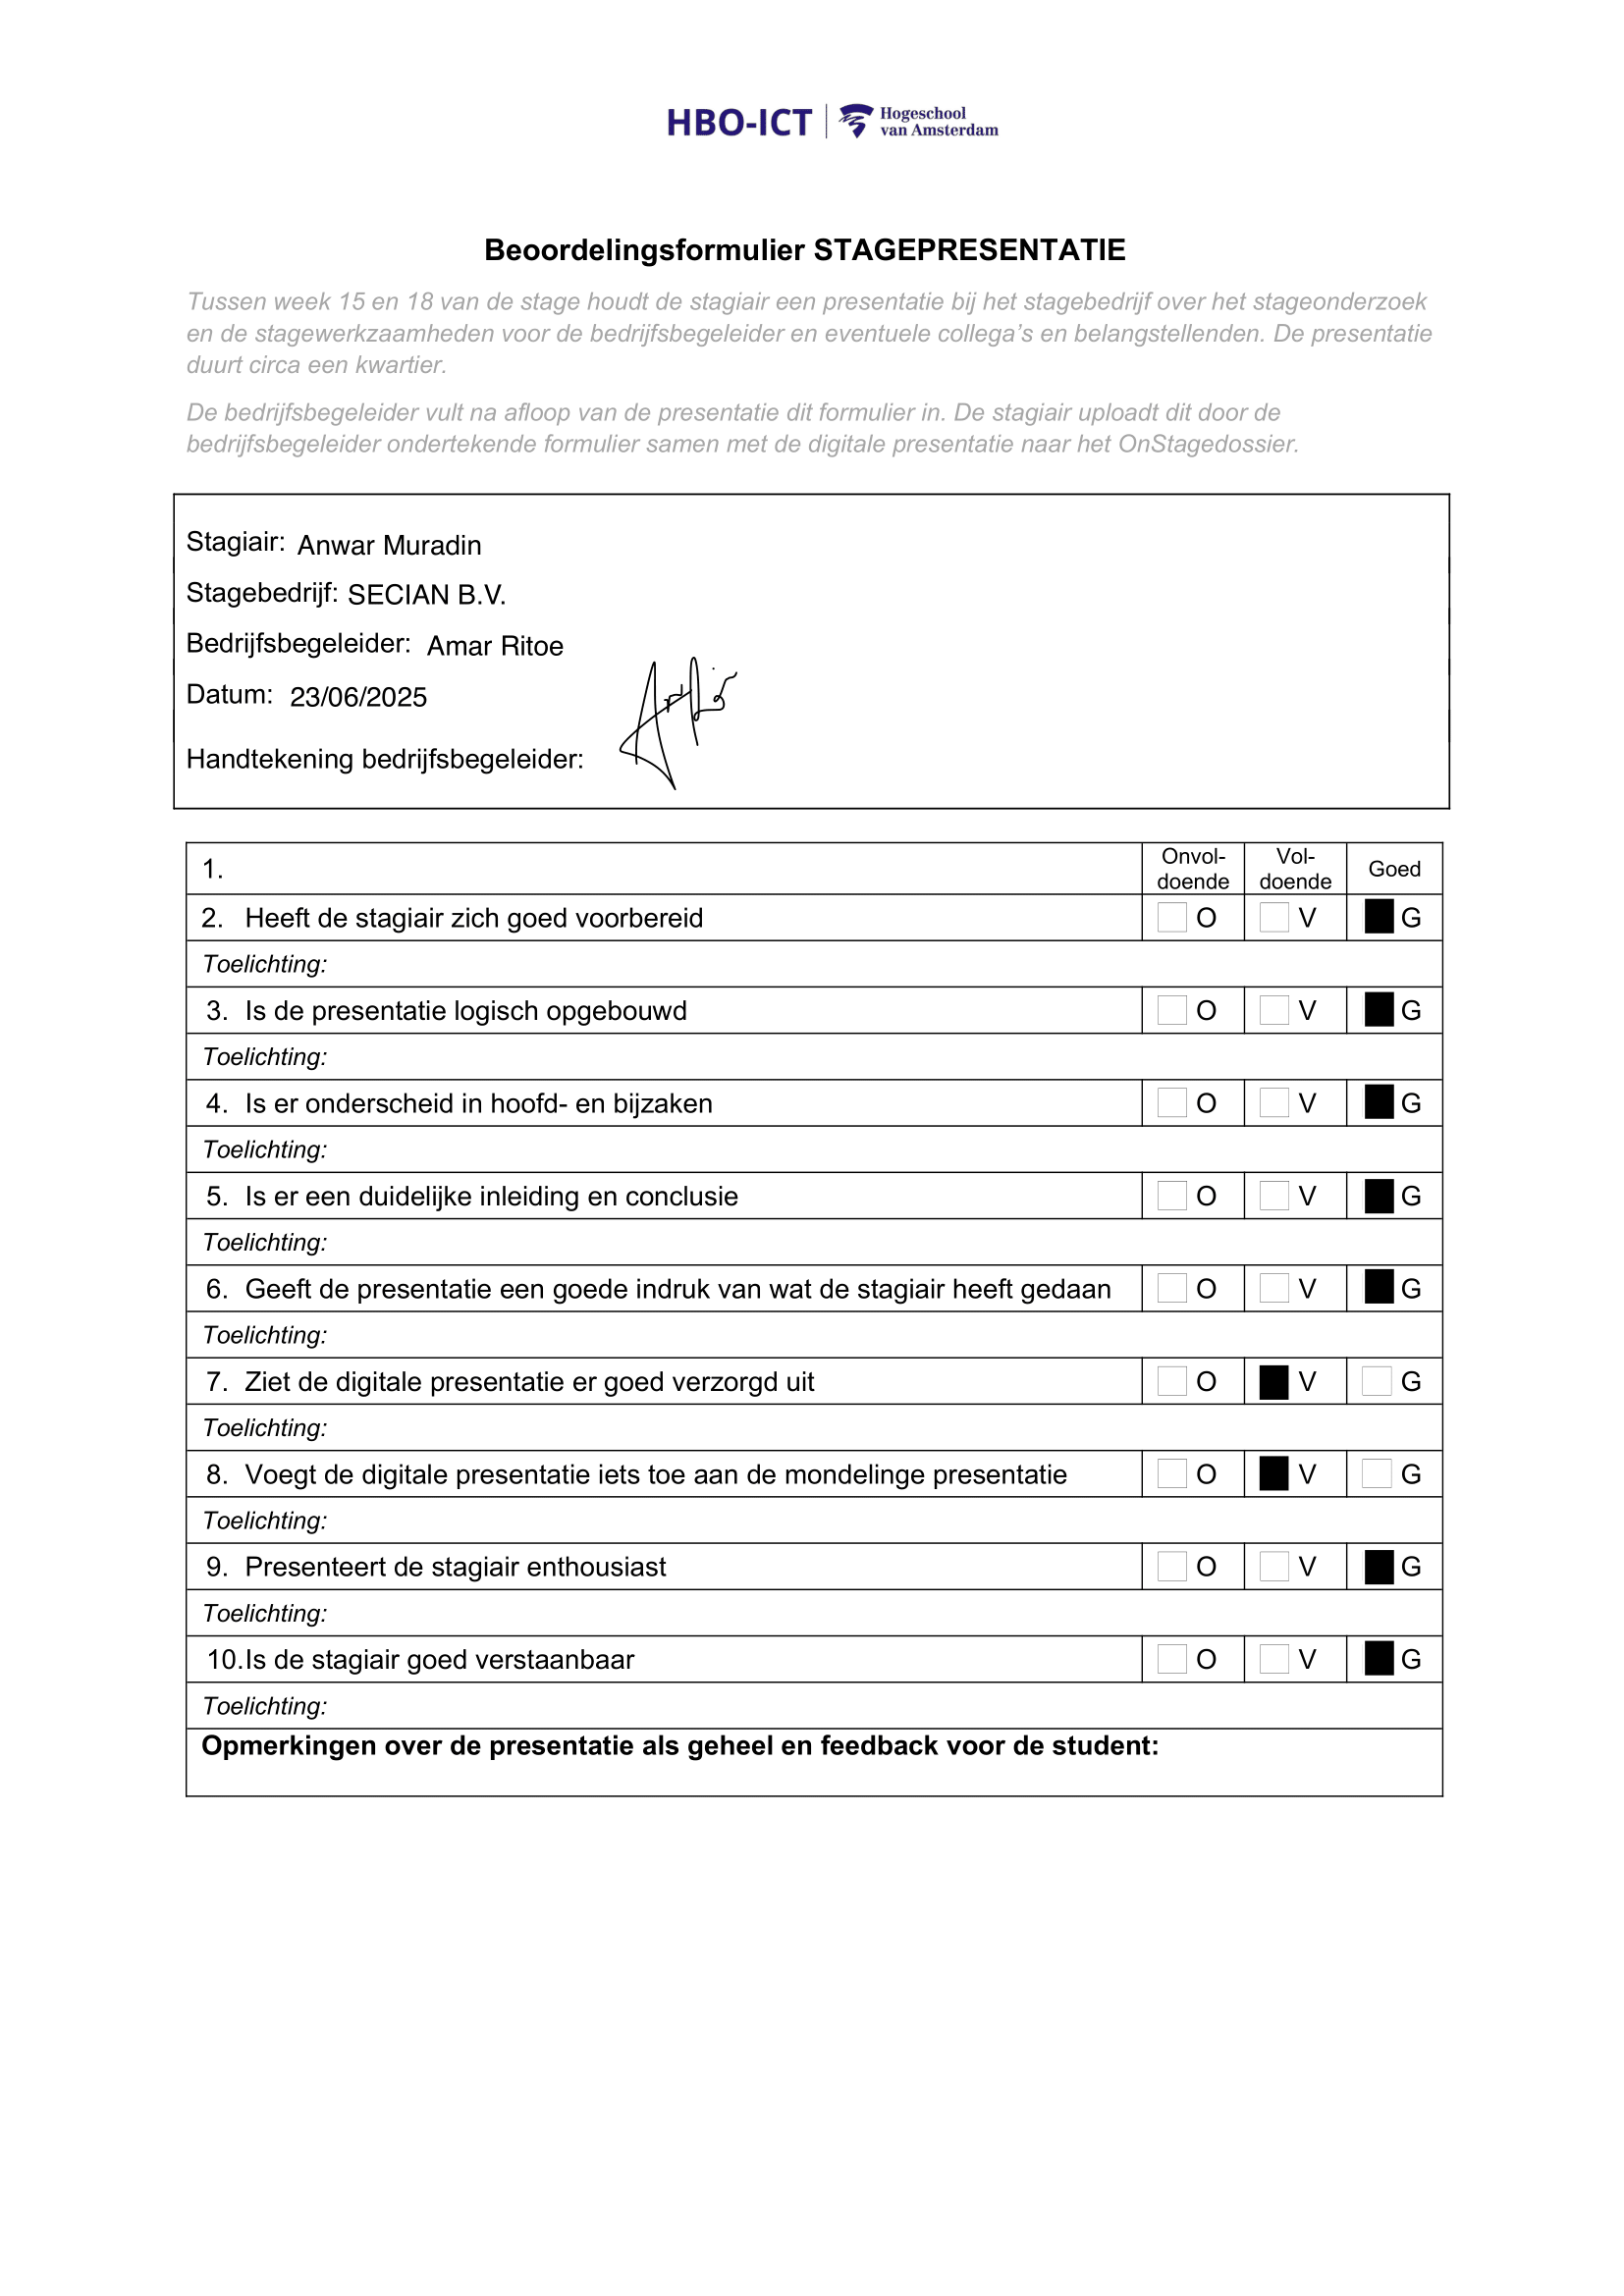 HBO-ICT Hogeschool
van Amsterdam
Beoordelingsformulier STAGEPRESENTATIE
Tussen week 15 en 18 van de stage houdt de stagiair een presentatie bij het stagebedrijf over het stageonderzoek
en de stagewerkzaamheden voor de bedrijfsbegeleider en eventuele collega’s en belangstellenden. De presentatie
duurt circa een kwartier.
De bedrijfsbegeleider vult na afloop van de presentatie dit formulier in. De stagiair uploadt dit door de
bedrijfsbegeleider ondertekende formulier samen met de digitale presentatie naar het OnStagedossier.
Stagiair: Anwar Muradin
Stagebedrijf: SECIAN B.V.
Bedrijfsbegeleider: Amar Ritoe
Datum: 23/06/2025
Handtekening bedrijfsbegeleider:
1. Onvol-doende Vol-doende Goed
2. Heeft de stagiair zich goed voorbereid O V G
Toelichting:
3. Is de presentatie logisch opgebouwd O V G
Toelichting:
4. Is er onderscheid in hoofd- en bijzaken O V G
Toelichting:
5. Is er een duidelijke inleiding en conclusie O V G
Toelichting:
6. Geeft de presentatie een goede indruk van wat de stagiair heeft gedaan O V G
Toelichting:
7. Ziet de digitale presentatie er goed verzorgd uit O V G
Toelichting:
8. Voegt de digitale presentatie iets toe aan de mondelinge presentatie O V G
Toelichting:
9. Presenteert de stagiair enthousiast O V G
Toelichting:
10.Is de stagiair goed verstaanbaar O V G
Toelichting:
Opmerkingen over de presentatie als geheel en feedback voor de student: